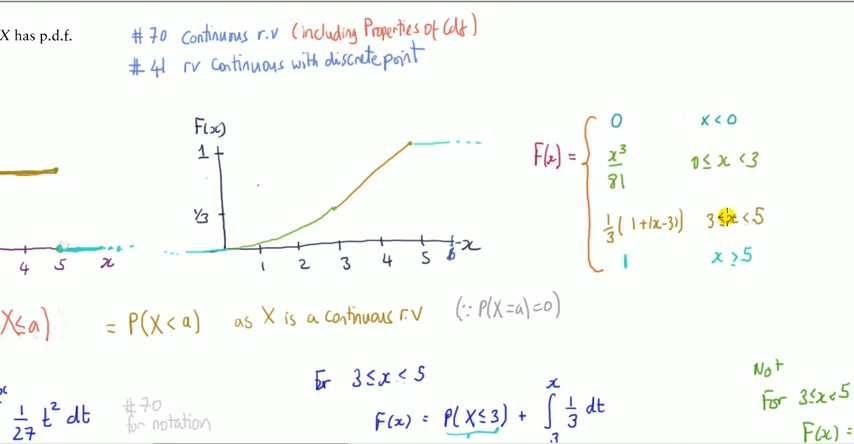 X has p.d.f.
#70 Continuous r.v (including Properties of Cdf)
#41 rv Continuous with discrete point
F(x)
1
1/3
1 2 3 4 5 6 x
4 5 x
F(x) =
0 x < 0
x³/81 0 ≤ x < 3
1/3 (1+(x-3)) 3 ≤ x < 5
1 x ≥ 5
X≤a) = P(X<a) as X is a continuous r.v (∵ P(X=a)=0)
For 3≤x<5
x
1/27 t² dt
#70
for notation
F(x) = P(X≤3) + ∫₃ˣ 1/3 dt
Not
For 3≤x<5
F(x) =